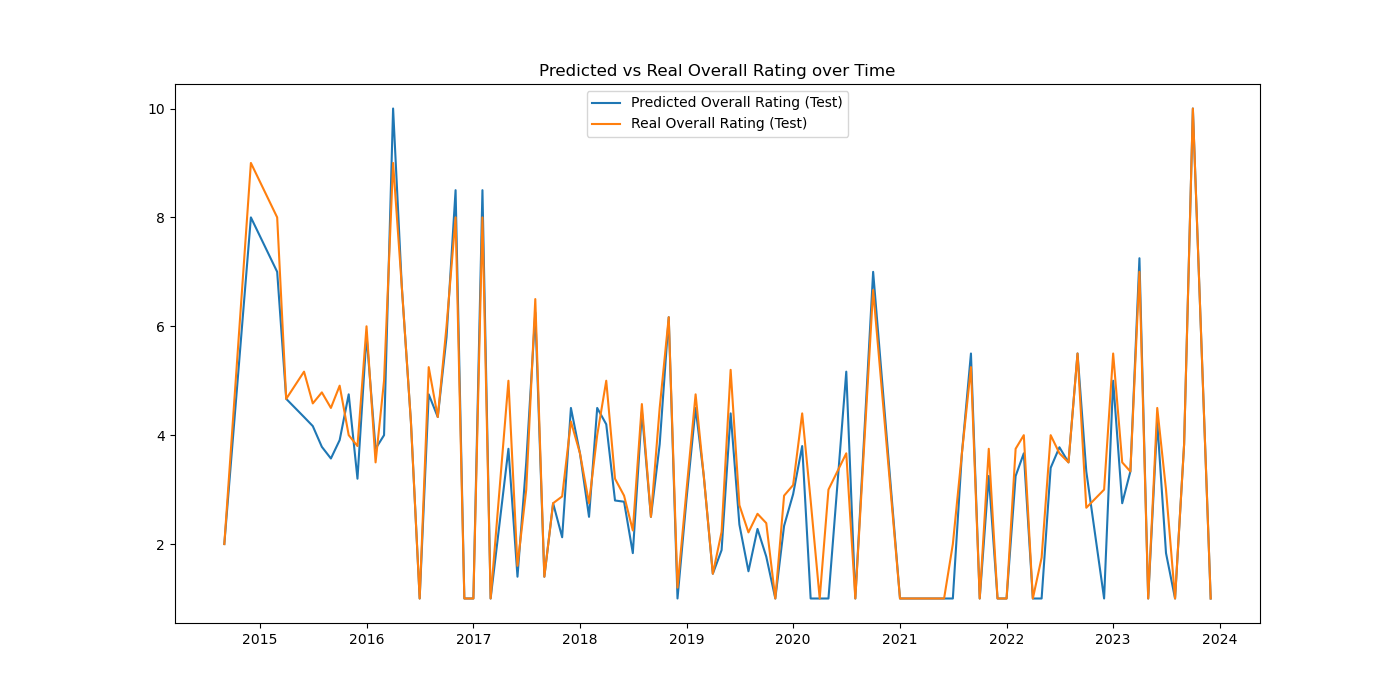 Predicted vs Real Overall Rating over Time
Predicted Overall Rating (Test)
Real Overall Rating (Test)
10
8
6
4
2
2015 2016 2017 2018 2019 2020 2021 2022 2023 2024